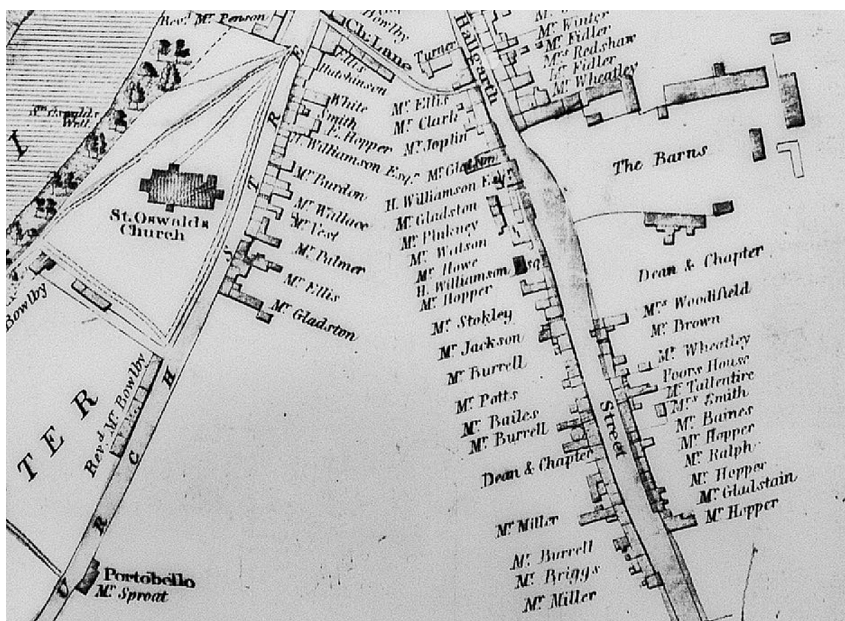 Rev.d Mr. Penson
Ch. Lane
Bowlby
Ellis
Hutchinson
White
Smith
E. Hopper
H. Williamson Esq.r
Mr. Burdon
Mr. Wallace
Mr. Vest
Mr. Palmer
Mr. Ellis
Mr. Gladston
St. Oswalds
Church
Bowlby
Rev.d Mr. Bowlby
TER
CHURCH ST
Portobello
Mr. Sproat
Turner
Hallgarth
Street
Mr. Ellis
Mr. Clark
Mr. Joplin
H. Williamson Esq.
Mr. Gladston
Mr. Pinkney
Mr. Watson
Mr. Howe
H. Williamson Esq.
Mr. Hopper
Mr. Stokley
Mr. Jackson
Mr. Burrell
Mr. Potts
Mr. Bailes
Mr. Burrell
Dean & Chapter
Mr. Miller
Mr. Burrell
Mr. Briggs
Mr. Miller
Mr. Winter
Mr. Fidler
Mrs. Redshaw
Fidler
Mr. Wheatley
The Barns
Dean & Chapter
Mrs. Woodifield
Mr. Brown
Mr. Wheatley
Poors House
Mr. Tallentire
Mrs. Smith
Mr. Baines
Mr. Hopper
Mr. Ralph
Mr. Hopper
Mr. Gladstain
Mr. Hopper